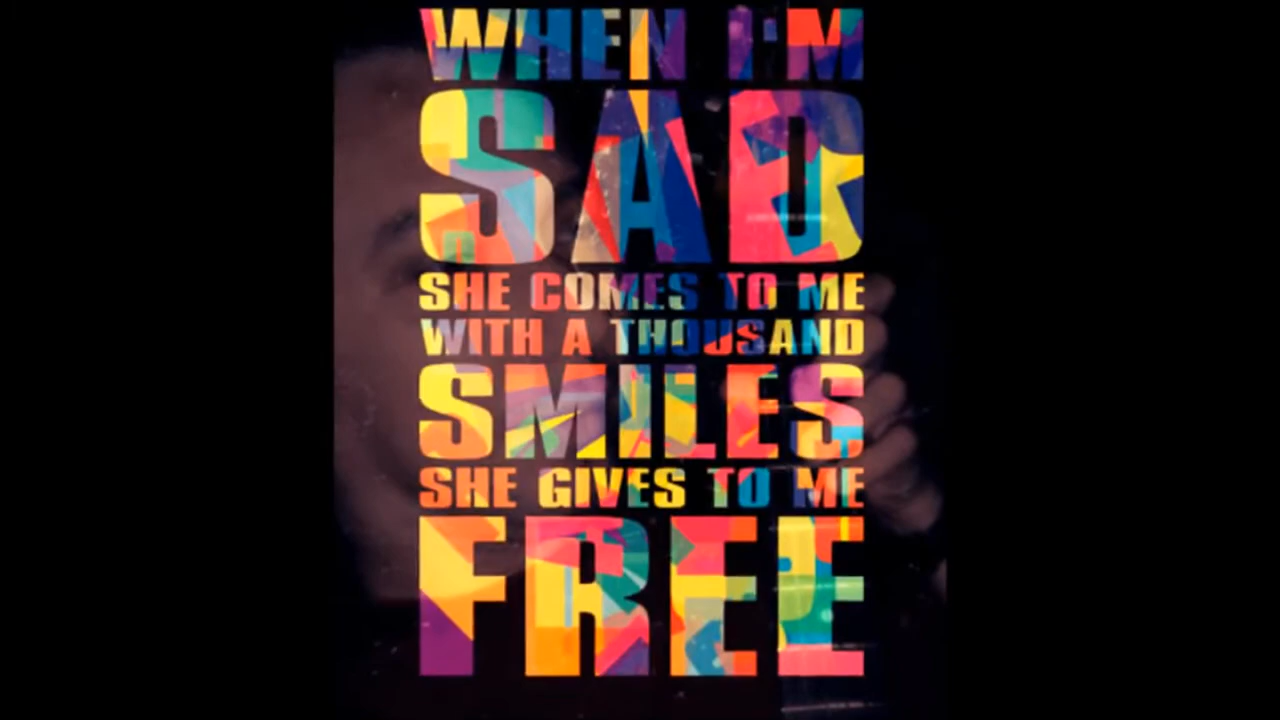 WHEN I'M
SAD
SHE COMES TO ME
WITH A THOUSAND
SMILES
SHE GIVES TO ME
FREE